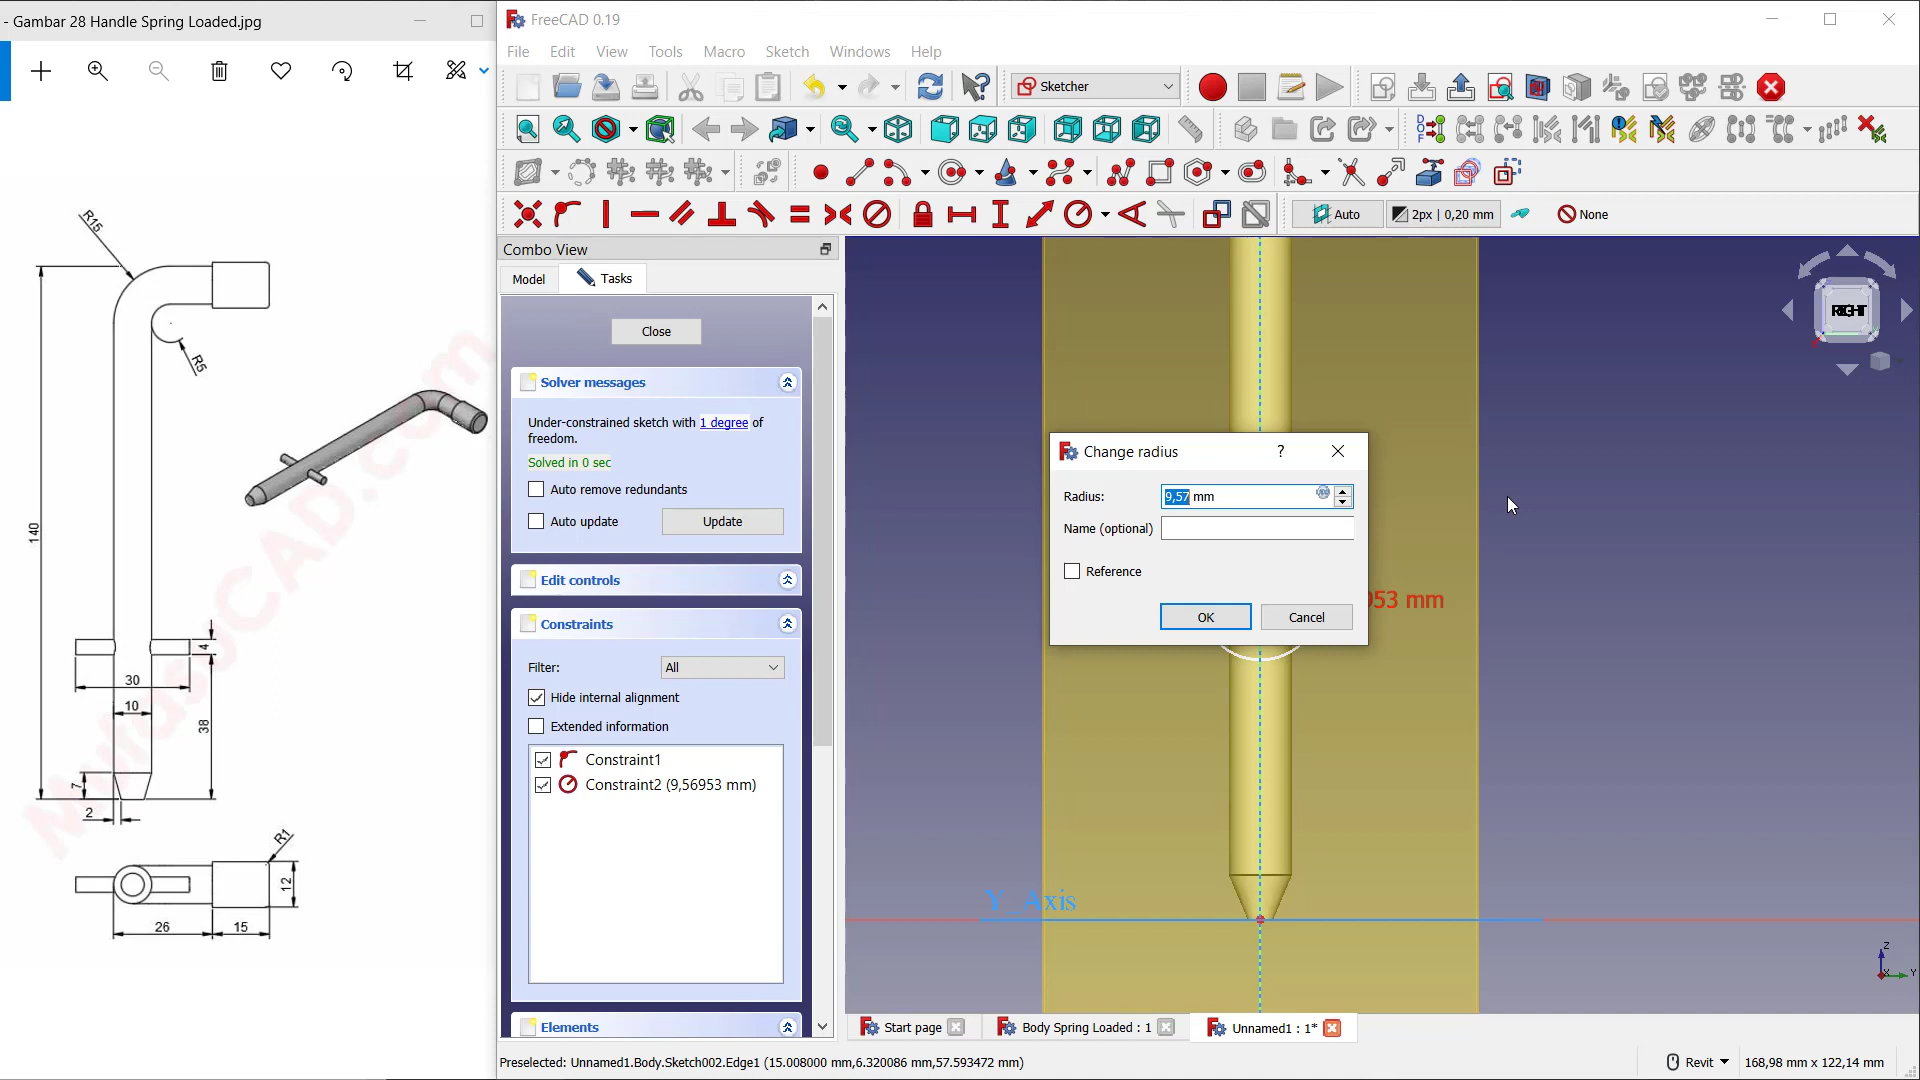 - Gambar 28 Handle Spring Loaded.jpg
FreeCAD 0.19
File Edit View Tools Macro Sketch Windows Help
Sketcher
DOF
Auto
2px | 0,20 mm
None
Combo View
Model
Tasks
Close
Solver messages
Under-constrained sketch with 1 degree of
freedom.
Solved in 0 sec
Auto remove redundants
Auto update
Update
Edit controls
Constraints
Filter:
All
Hide internal alignment
Extended information
Constraint1
Constraint2 (9,56953 mm)
Elements
Change radius
?
Radius:
9,57 mm
Name (optional)
Reference
OK
Cancel
953 mm
Y_Axis
RIGHT
Z
X
Y
R15
R5
140
4
30
10
38
7
2
R1
12
26
15
MufasuCAD.com
Start page
Body Spring Loaded : 1
Unnamed1 : 1*
Preselected: Unnamed1.Body.Sketch002.Edge1 (15.008000 mm,6.320086 mm,57.593472 mm)
Revit
168,98 mm x 122,14 mm